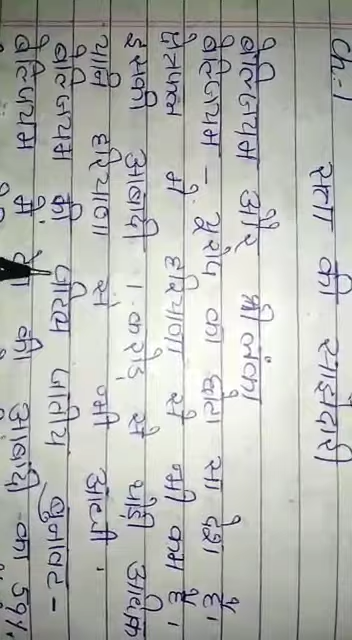 Ch:-1
सत्ता की साझेदारी
बेल्जियम और श्रीलंका
बेल्जियम - यूरोप का छोटा सा देश है।
क्षेत्रफल में हरियाणा से भी कम है।
इसकी आबादी 1 करोड़ से थोड़ी अधिक
यानि हरियाणा से भी आधी।
बेल्जियम की जातिय बुनावट -
बेल्जियम में की आबादी का 59%